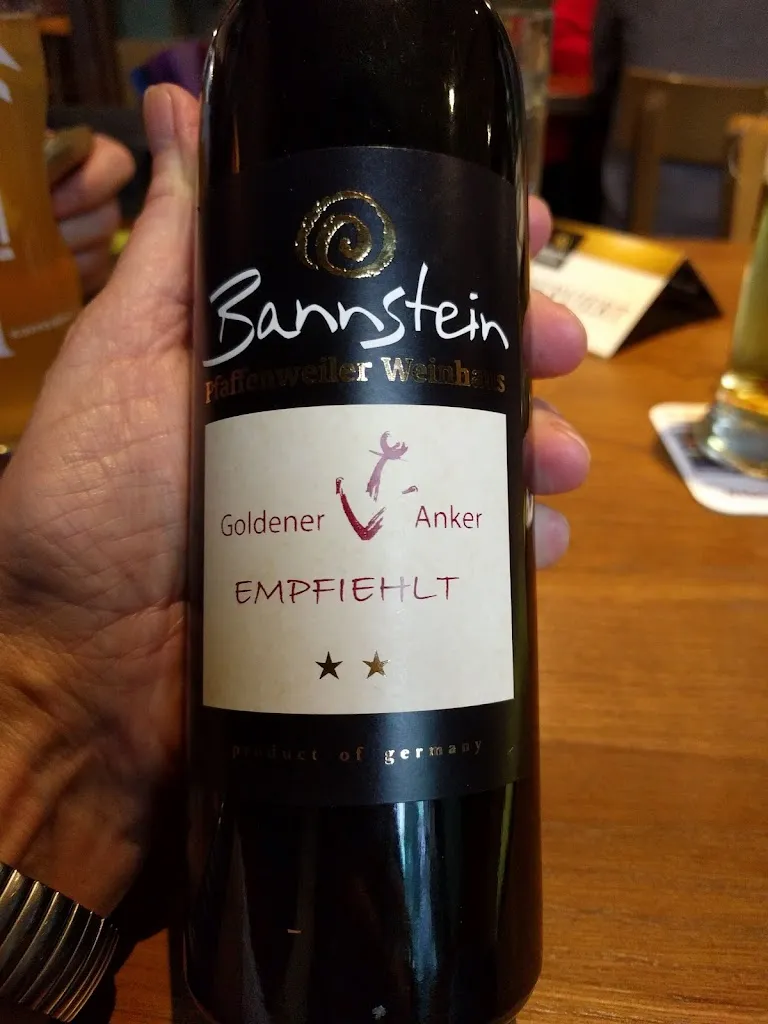 Bannstein
Pfaffenweiler Weinhaus
Goldener Anker
EMPFIEHLT
product of germany